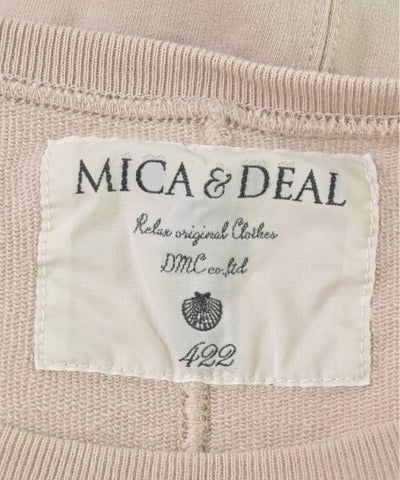 MICA & DEAL
Relax original Clothes
DMC co,.ltd
422